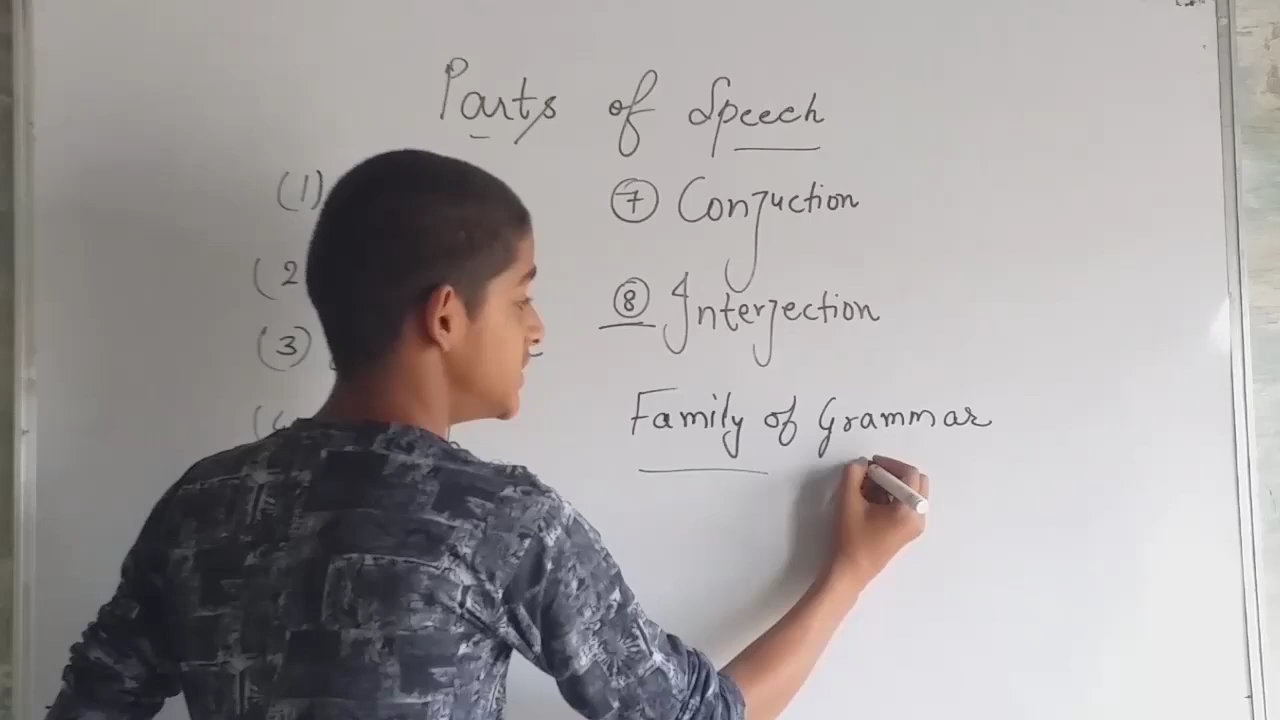 Parts of Speech
(1)
(2
(3)
⑦ Conjuction
⑧ Interjection
Family of Grammar